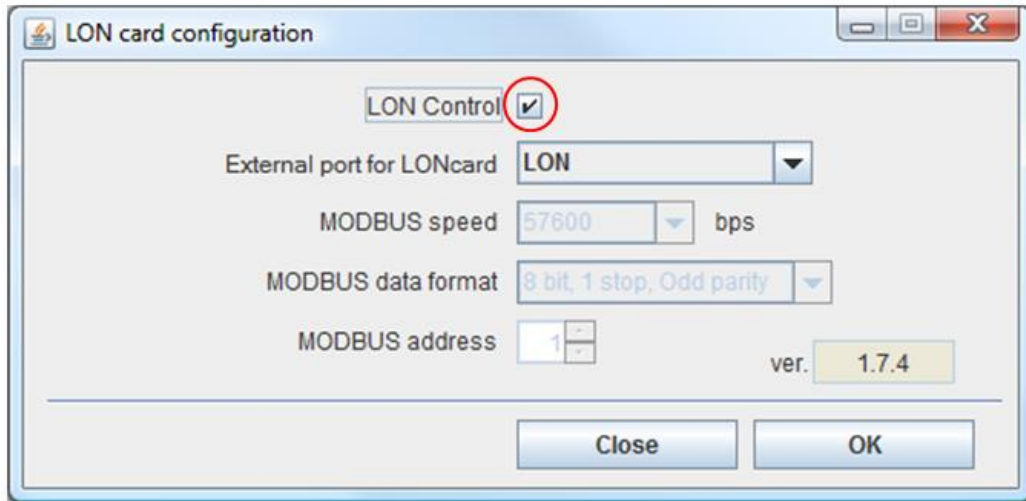 LON card configuration
LON Control
External port for LONcard LON
MODBUS speed 57600 bps
MODBUS data format 8 bit, 1 stop, Odd parity
MODBUS address 1
ver. 1.7.4
Close OK